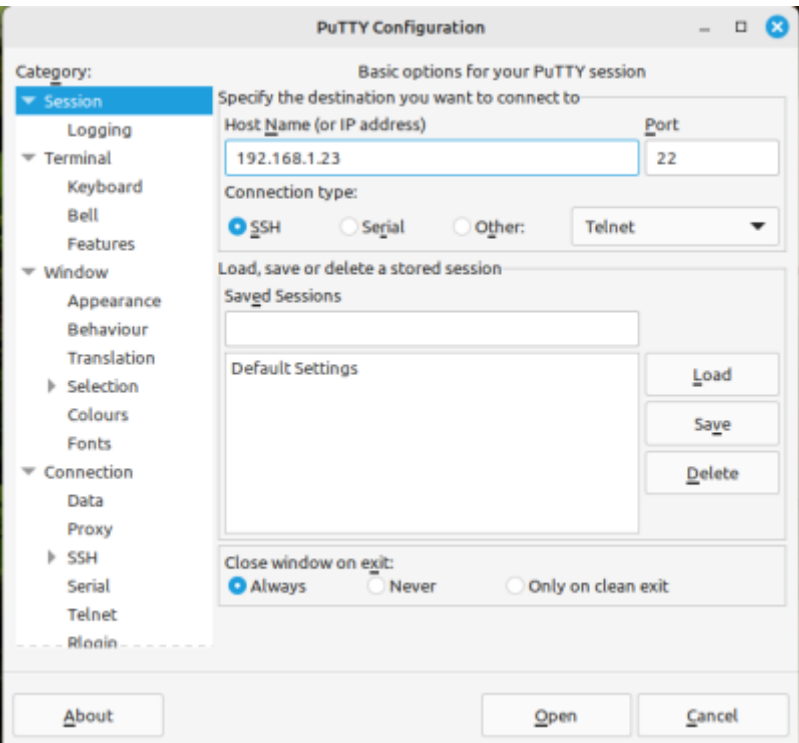 PuTTY Configuration
Category:
Session
Logging
Terminal
Keyboard
Bell
Features
Window
Appearance
Behaviour
Translation
Selection
Colours
Fonts
Connection
Data
Proxy
SSH
Serial
Telnet
Rlogin
Basic options for your PuTTY session
Specify the destination you want to connect to
Host Name (or IP address) Port
192.168.1.23 22
Connection type:
SSH Serial Other: Telnet
Load, save or delete a stored session
Saved Sessions
Default Settings
Load
Save
Delete
Close window on exit:
Always Never Only on clean exit
About Open Cancel